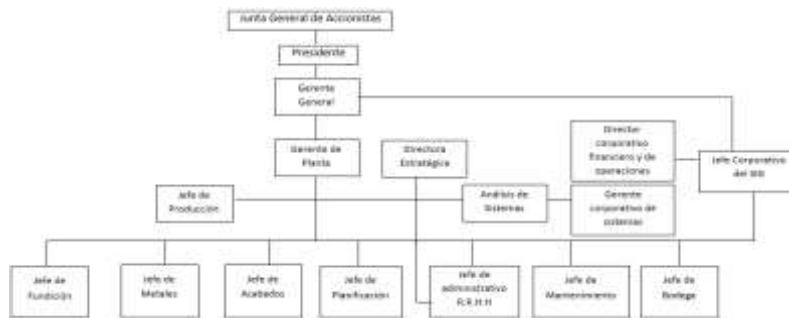 Junta General de Accionistas
Presidente
Gerente
General
Gerente de
Planta
Directora
Estratégica
Director
corporativo
financiero y de
operaciones
Jefe Corporativo
del
Jefe de
Producción
Análisis de
Sistemas
Gerente
corporativo de
sistemas
Jefe de
Fundición
Jefe de
Metales
Jefe de
Acabados
Jefe de
Planificación
Jefe de
administrativo
R.R.H.H
Jefe de
Mantenimiento
Jefe de
Bodega